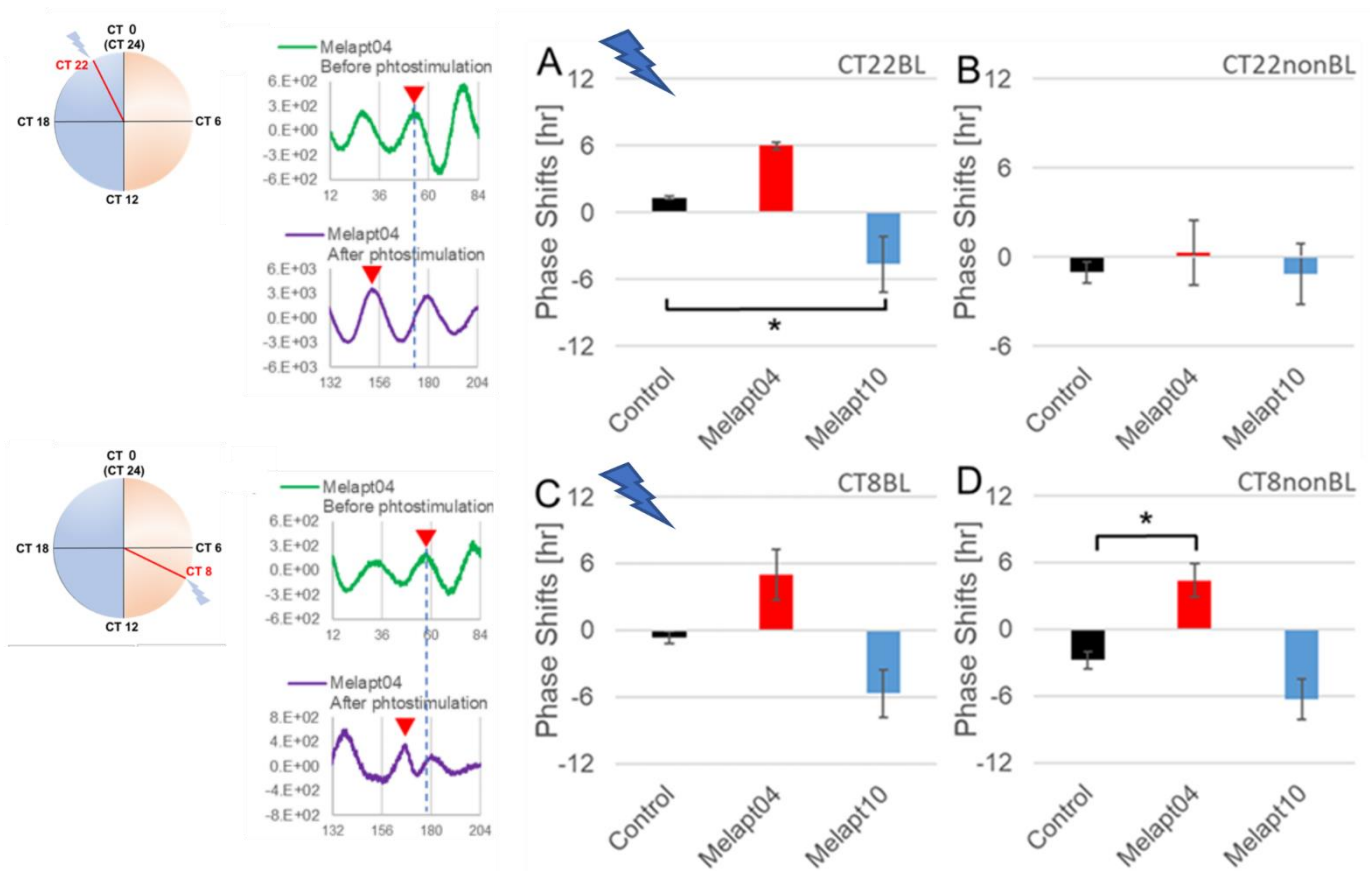 CT 0
(CT 24)
CT 22
CT 18
CT 6
CT 12
Melapt04
Before phtostimulation
6.E+02
3.E+02
0.E+00
-3.E+02
-6.E+02
12 36 60 84
Melapt04
After phtostimulation
6.E+03
3.E+03
0.E+00
-3.E+03
-6.E+03
132 156 180 204
A
CT22BL
Phase Shifts [hr]
12
6
0
-6
-12
*
Control Melapt04 Melapt10
B
CT22nonBL
Phase Shifts [hr]
12
6
0
-6
Control Melapt04 Melapt10
CT 0
(CT 24)
CT 18
CT 6
CT 8
CT 12
Melapt04
Before phtostimulation
6.E+02
3.E+02
0.E+00
-3.E+02
-6.E+02
12 36 60 84
Melapt04
After phtostimulation
8.E+02
4.E+02
0.E+00
-4.E+02
-8.E+02
132 156 180 204
C
CT8BL
Phase Shifts [hr]
12
6
0
-6
-12
Control Melapt04 Melapt10
D
CT8nonBL
Phase Shifts [hr]
12
6
0
-6
-12
*
Control Melapt04 Melapt10